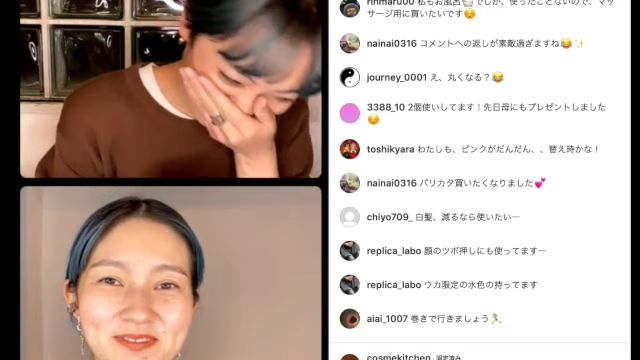 rinmaru00 私もお風呂でしか、使ったことないので、マッ
サージ用に買いたいです😌
nainai0316 コメントへの返しが素敵過ぎますね😂✨
journey_0001 え、丸くなる？😂
3388_10 2個使いしてます！先日母にもプレゼントしました
😌
toshikyara わたしも、ピンクがだんだん、、替え時かな！
nainai0316 バリカタ買いたくなりました💕
chiyo709_ 白髪、減るなら使いたいー
replica_labo 顔のツボ押しにも使ってますー
replica_labo ウカ限定の水色の持ってます
aiai_1007 巻きで行きましょう🏃
cosmekitchen 固定済み